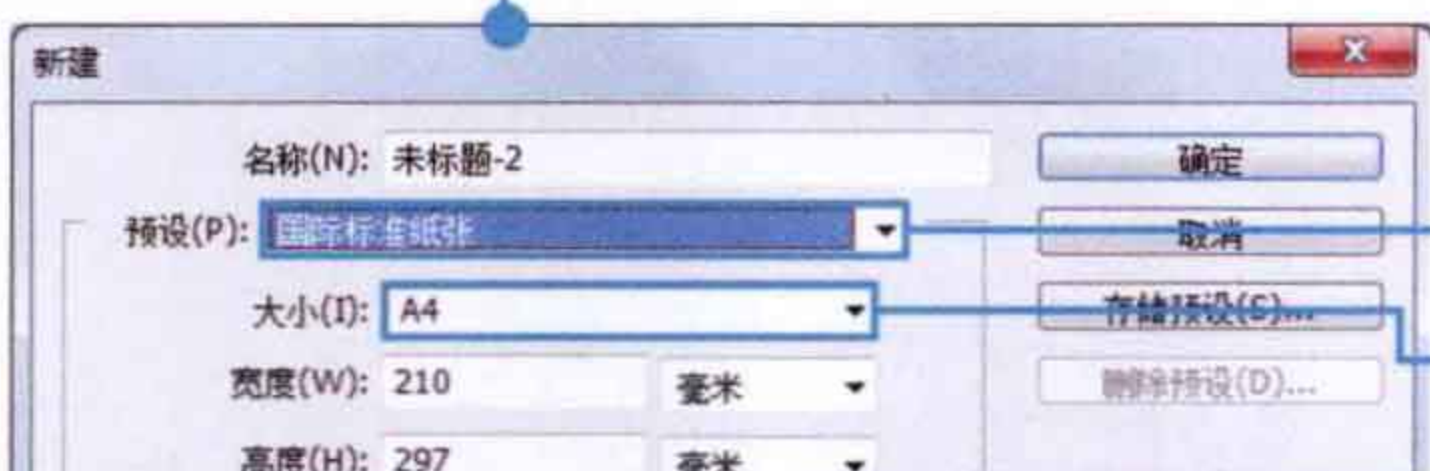 新建
名称(N): 未标题-2 确定
预设(P): 国际标准纸张 取消
大小(I): A4 存储预设(S)...
宽度(W): 210 毫米 删除预设(D)...
高度(H): 297 毫米